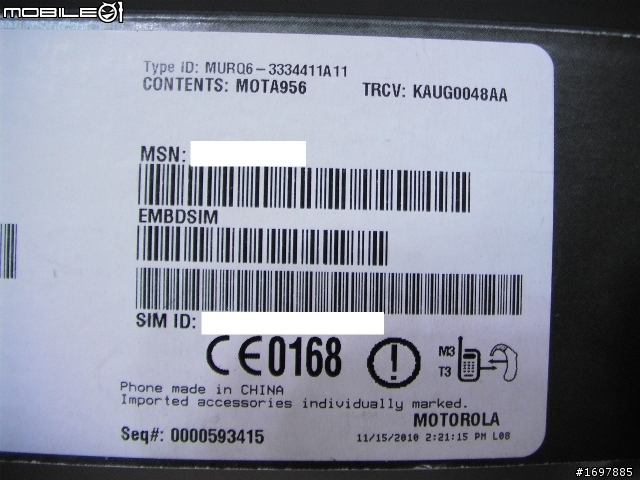 MOBILE01
Type ID: MURQ6-3334411A11
CONTENTS: MOTA956 TRCV: KAUG0048AA
MSN:
EMBDSIM
SIM ID:
CE0168
M3
T3
Phone made in CHINA
Imported accessories individually marked.
MOTOROLA
Seq#: 0000593415
11/15/2010 2:21:15 PM L08
#1697885